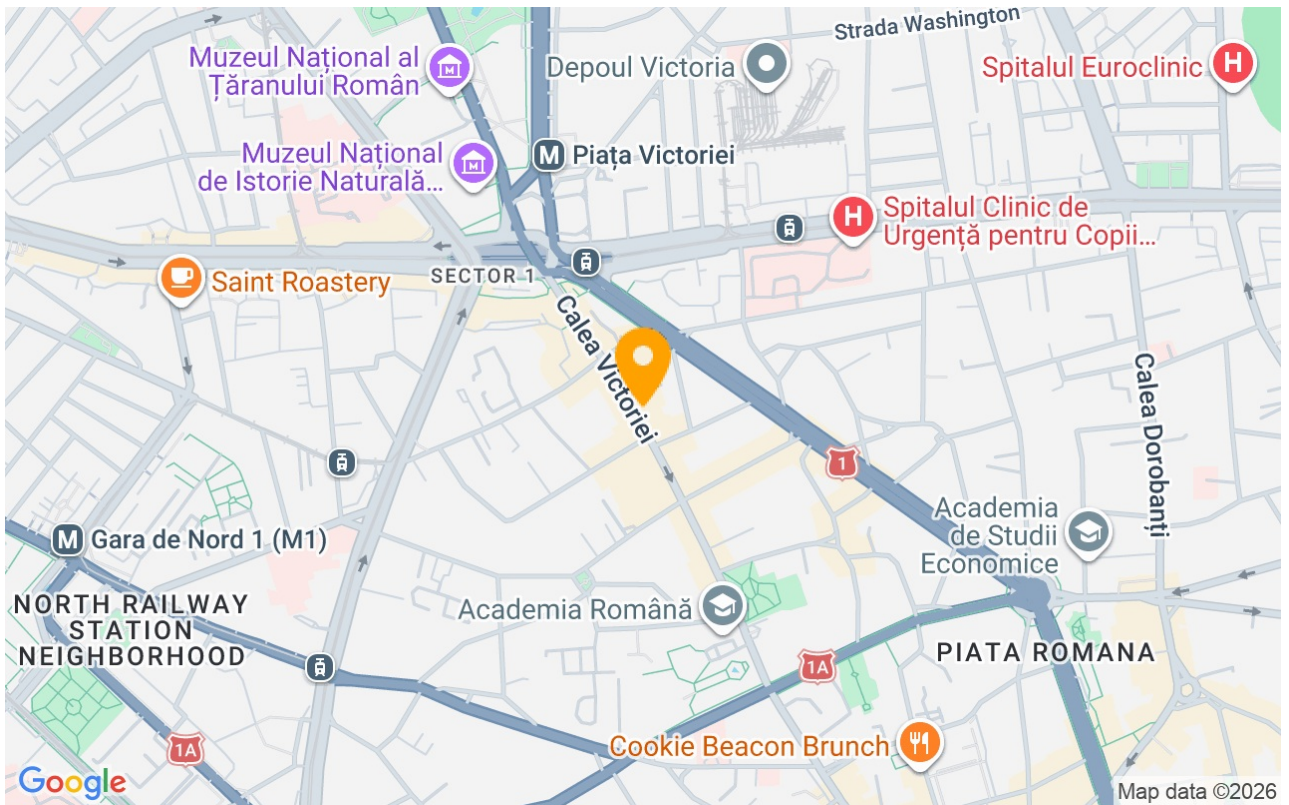 Strada Washington
Muzeul Național al
Țăranului Român
Depoul Victoria
Spitalul Euroclinic
H
Muzeul Național
de Istorie Naturală...
M Piața Victoriei
H
Spitalul Clinic de
Urgență pentru Copii...
Saint Roastery
SECTOR 1
Calea Victoriei
Calea Dorobanți
1
Academia
de Studii
Economice
M Gara de Nord 1 (M1)
NORTH RAILWAY
STATION
NEIGHBORHOOD
Academia Română
1A
PIATA ROMANA
1A
Cookie Beacon Brunch
Google
Map data ©2026